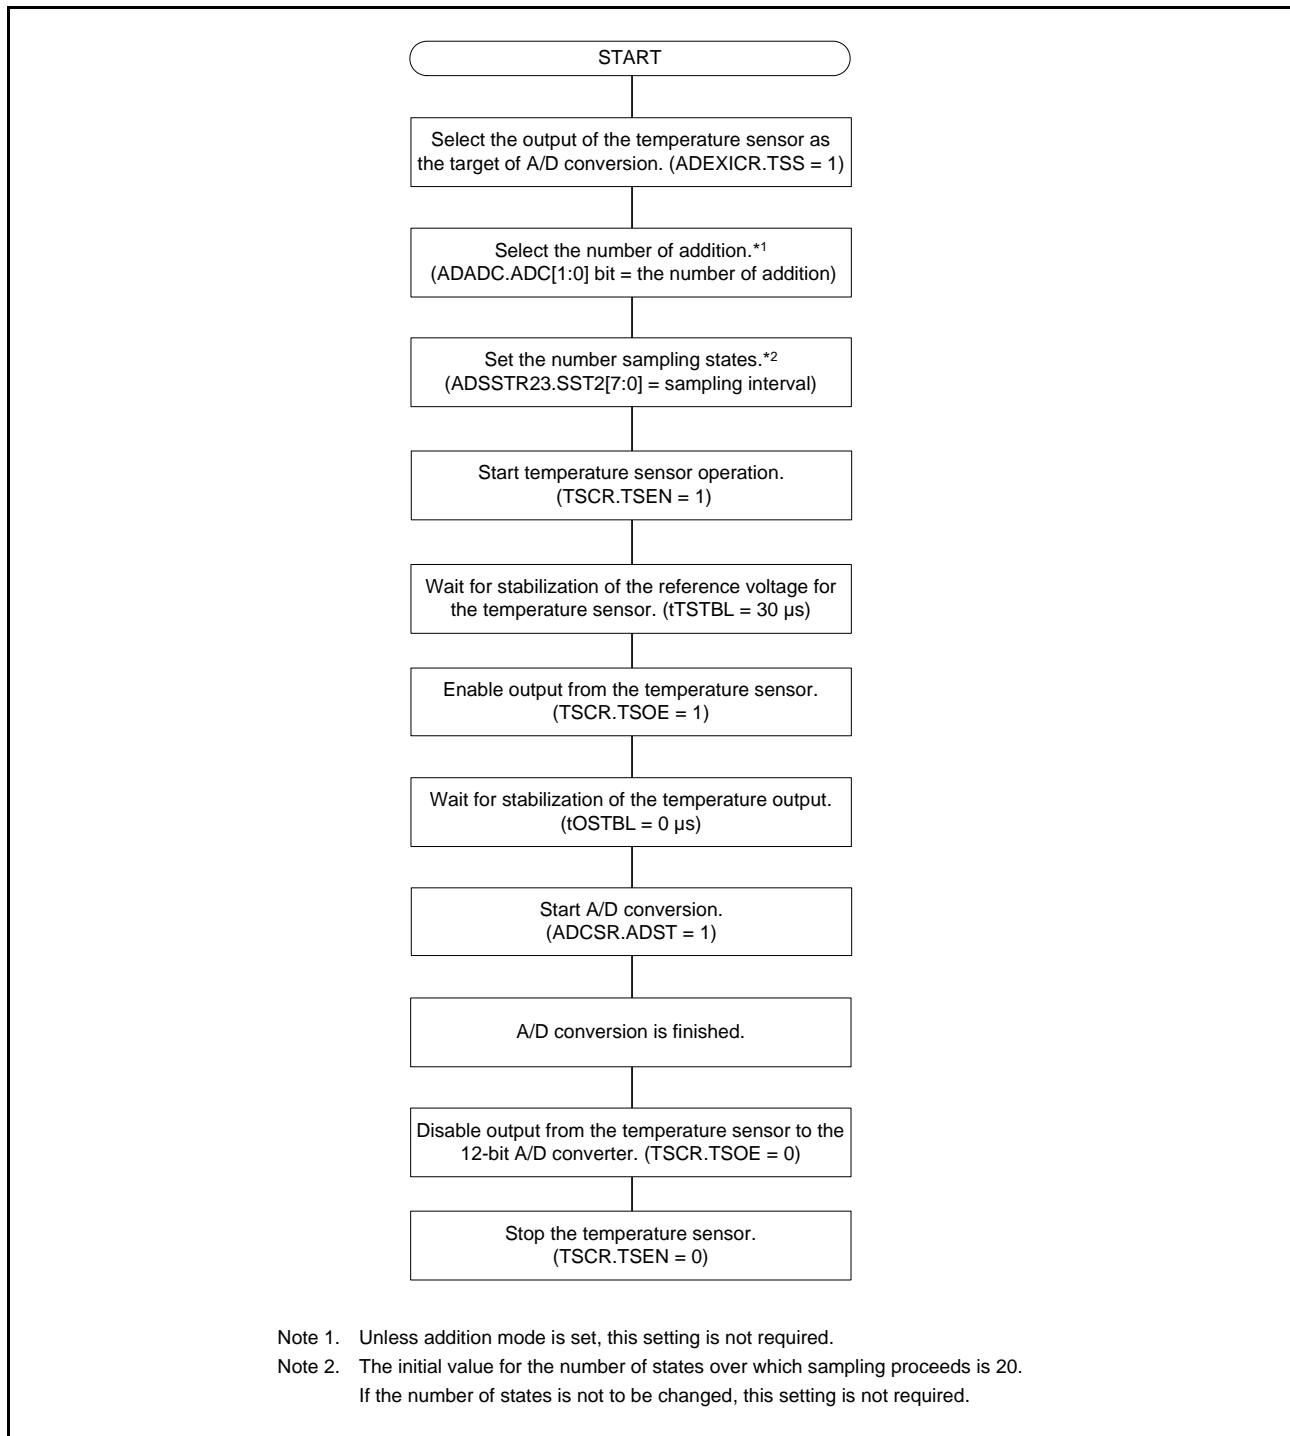 START
Select the output of the temperature sensor as
the target of A/D conversion. (ADEXICR.TSS = 1)
Select the number of addition.*1
(ADADC.ADC[1:0] bit = the number of addition)
Set the number sampling states.*2
(ADSSTR23.SST2[7:0] = sampling interval)
Start temperature sensor operation.
(TSCR.TSEN = 1)
Wait for stabilization of the reference voltage for
the temperature sensor. (tTSTBL = 30 µs)
Enable output from the temperature sensor.
(TSCR.TSOE = 1)
Wait for stabilization of the temperature output.
(tOSTBL = 0 µs)
Start A/D conversion.
(ADCSR.ADST = 1)
A/D conversion is finished.
Disable output from the temperature sensor to the
12-bit A/D converter. (TSCR.TSOE = 0)
Stop the temperature sensor.
(TSCR.TSEN = 0)
Note 1. Unless addition mode is set, this setting is not required.
Note 2. The initial value for the number of states over which sampling proceeds is 20.
If the number of states is not to be changed, this setting is not required.